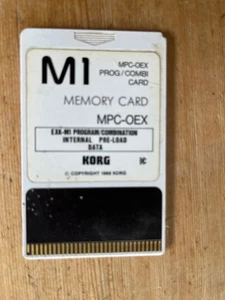 M1
MPC-OEX
PROG/COMBI
CARD
MEMORY CARD
MPC-OEX
EXK-M1 PROGRAM/COMBINATION
INTERNAL PRE-LOAD
DATA
KORG
© COPYRIGHT 1988 KORG